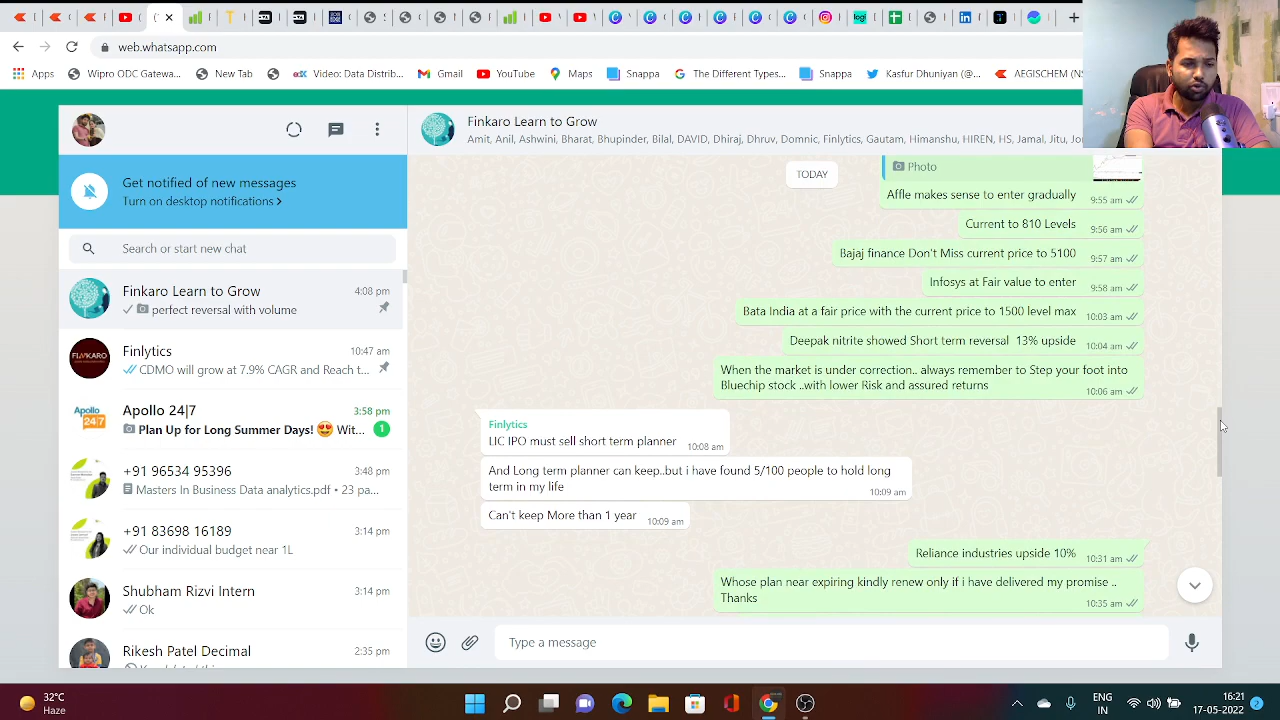 web.whatsapp.com
Apps
Wipro ODC Gatewa...
New Tab
Video: Data Distrib...
Gmail
YouTube
Maps
Snappa
The Different Types...
Snappa
Kasfur Dhuniyan (@...
AEGISCHEM (NS
Get notified of new messages
Turn on desktop notifications
Search or start new chat
Finkaro Learn to Grow
4:08 pm
perfect reversal with volume
Finlytics
10:47 am
CDMO will grow at 7.9% CAGR and Reach t...
Apollo 24|7
3:58 pm
Plan Up for Long Summer Days! 😍 Wit...
1
+91 96534 95396
3:48 pm
Masters In Business Data analytics.pdf • 23 pa...
+91 83698 16189
3:14 pm
Our individual budget near 1L
Shubham Rizvi Intern
3:14 pm
Ok
Rikesh Patel Decimal
2:35 pm
FINKARO
Apollo
24|7
Finkaro Learn to Grow
Amit, Anil, Ashwini, Bharat, Bhupinder, Bilal, DAVID, Dhiraj, Dhruv, Domnic, Finlytics, Gautam, Himanshu, HIREN, HS, Jamal, Jitu, Jo
TODAY
Photo
Affle makes sense to enter gradually
9:55 am
Current to 810 Levels
9:56 am
Bajaj finance Don't Miss current price to 5100
9:57 am
Infosys at Fair value to enter
9:58 am
Bata India at a fair price with the current price to 1500 level max
10:03 am
Deepak nitrite showed Short term reversal 13% upside
10:04 am
When the market is under correction.. always remember to Step your foot into
Bluechip stock ..with lower Risk and assured returns
10:06 am
Finlytics
LIC IPO must sell short term planner
10:08 am
And Long term planner can keep..but i have found 5/100 people to hold long
term in my life
10:09 am
Can't keep More than 1 year
10:09 am
Reliance industries upside 10%
10:31 am
Whose plan near expiring kindly renew only if i have delivered my promise ..
Thanks
10:35 am
Type a message
32°C
Haze
ENG
IN
16:21
17-05-2022
2